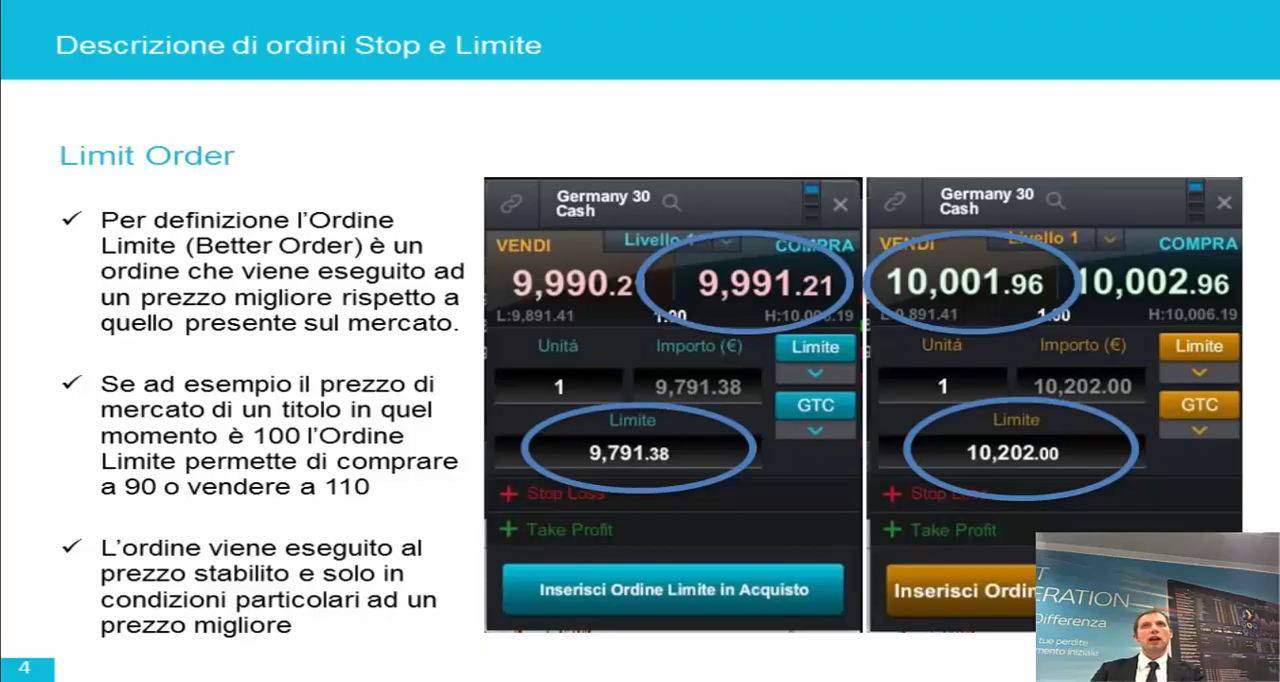 Descrizione di ordini Stop e Limite
Limit Order
✓ Per definizione l'Ordine
Limite (Better Order) è un
ordine che viene eseguito ad
un prezzo migliore rispetto a
quello presente sul mercato.
✓ Se ad esempio il prezzo di
mercato di un titolo in quel
momento è 100 l'Ordine
Limite permette di comprare
a 90 o vendere a 110
✓ L'ordine viene eseguito al
prezzo stabilito e solo in
condizioni particolari ad un
prezzo migliore
4
Germany 30
Cash
VENDI Livello 1 COMPRA
9,990.21 9,991.21
L:9,891.41 1.00 H:10,006.19
Unità Importo (€) Limite
1 9,791.38
GTC
Limite
9,791.38
+ Stop Loss
+ Take Profit
Inserisci Ordine Limite in Acquisto
Germany 30
Cash
VENDI Livello 1 COMPRA
10,001.96 10,002.96
L:9,891.41 1.00 H:10,006.19
Unità Importo (€) Limite
1 10,202.00
GTC
Limite
10,202.00
+ Stop Loss
+ Take Profit
Inserisci Ordin
T
ERATION
Differenza
tue perdite
mento iniziale